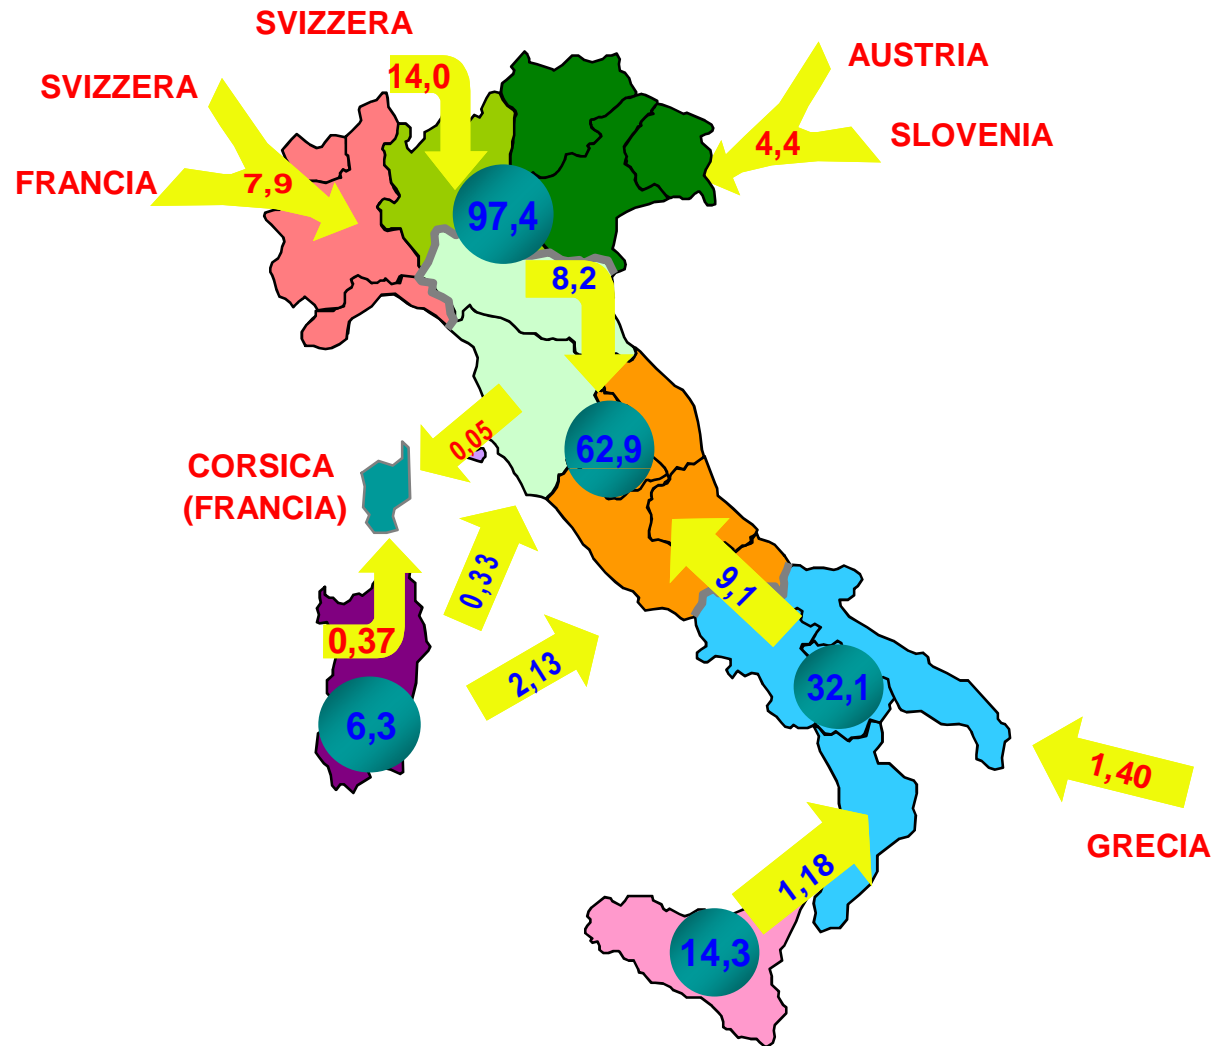 SVIZZERA
AUSTRIA
14,0
SVIZZERA
SLOVENIA
4,4
FRANCIA
7,9
97,4
8,2
0,05
62,9
CORSICA
(FRANCIA)
0,33
9,1
0,37
2,13
32,1
6,3
1,40
GRECIA
1,18
14,3